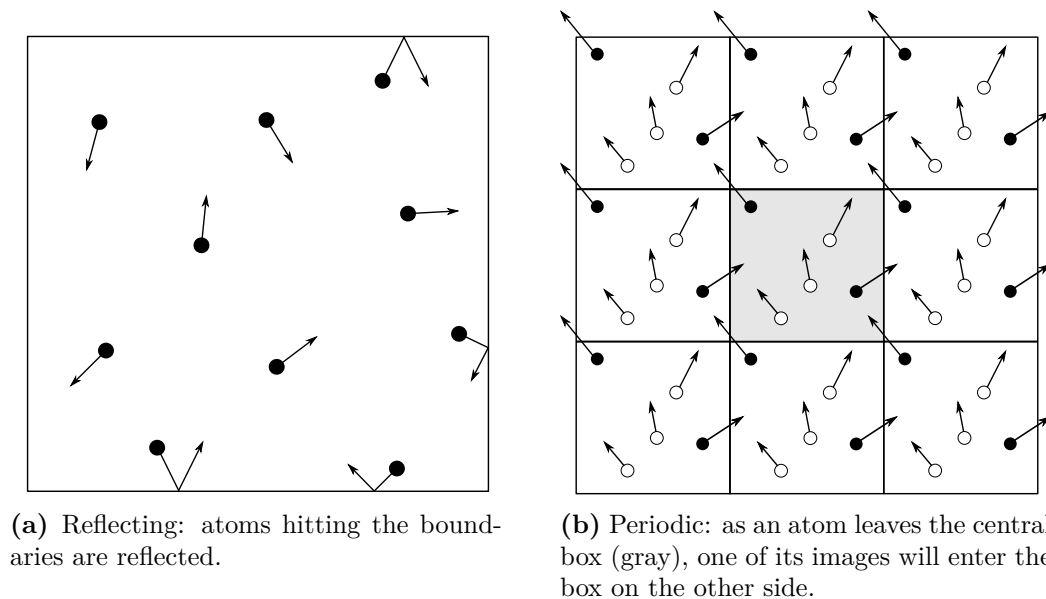 (a) Reflecting: atoms hitting the bound-
aries are reflected.
(b) Periodic: as an atom leaves the central
box (gray), one of its images will enter the
box on the other side.